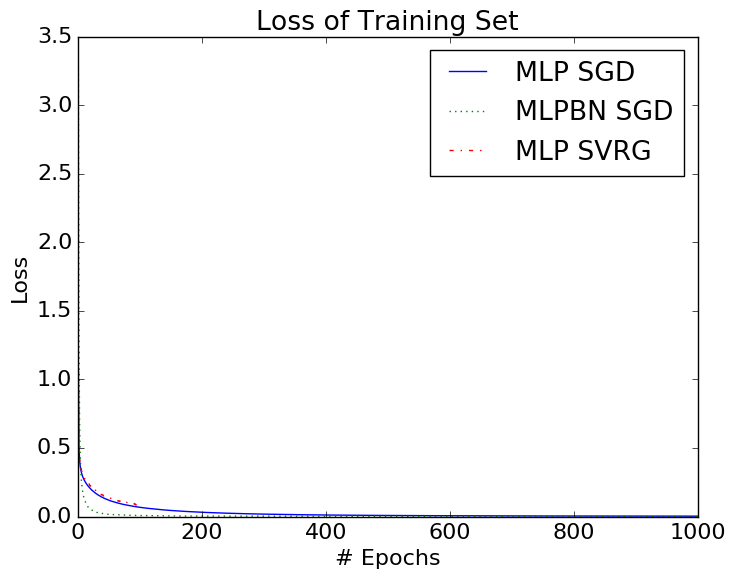 Loss of Training Set
3.5
3.0
2.5
2.0
1.5
1.0
0.5
0.0
Loss
MLP SGD
MLPBN SGD
MLP SVRG
0 200 400 600 800 1000
# Epochs